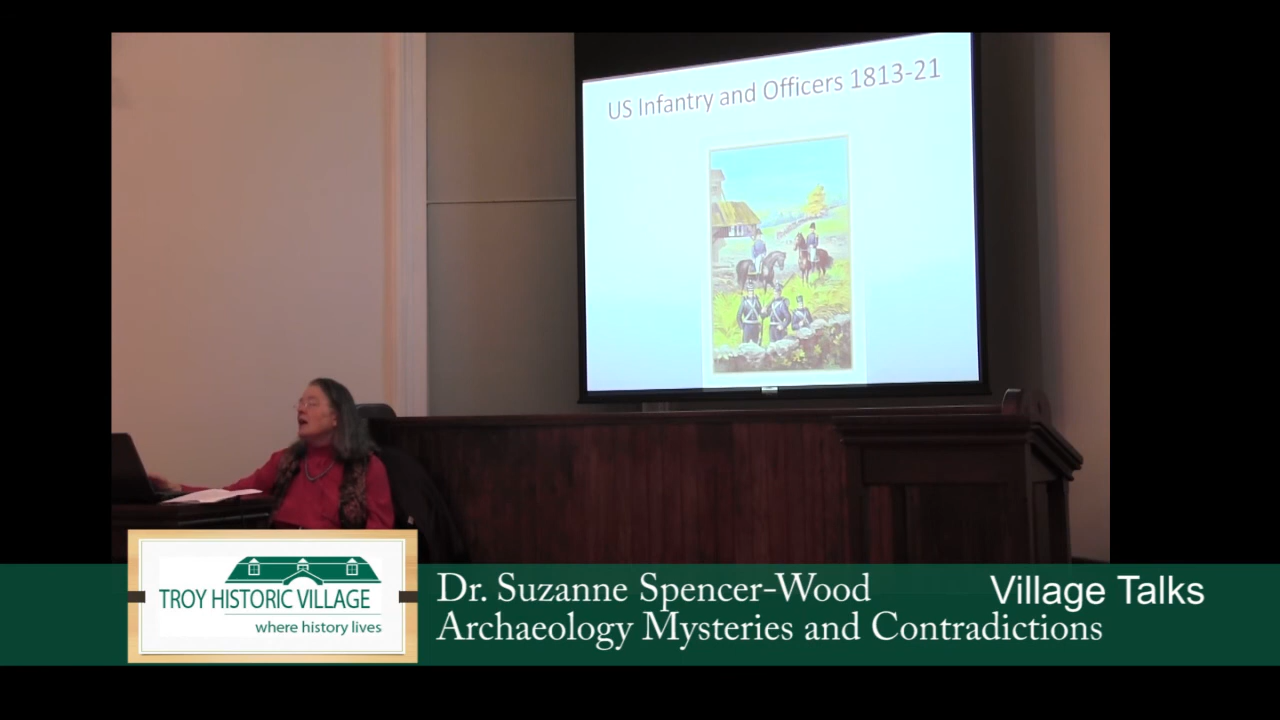 US Infantry and Officers 1813-21
TROY HISTORIC VILLAGE
where history lives
Dr. Suzanne Spencer-Wood
Village Talks
Archaeology Mysteries and Contradictions